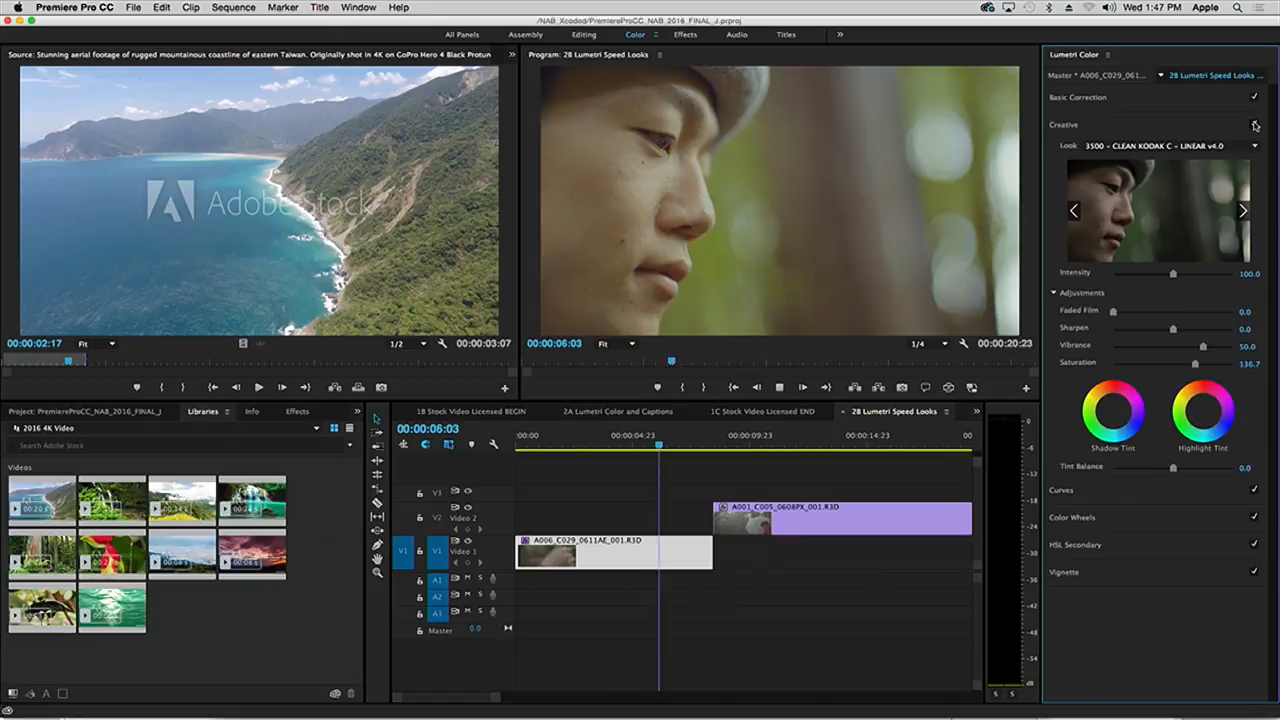 Premiere Pro CC File Edit Clip Sequence Marker Title Window Help
Wed 1:47 PM Apple
/NAB_Xcoded/PremiereProCC_NAB_2016_FINAL_J.prproj
All Panels Assembly Editing Color Effects Audio Titles
Source: Stunning aerial footage of rugged mountainous coastline of eastern Taiwan. Originally shot in 4K on GoPro Hero 4 Black Protun
Adobe Stock
00:00:02:17 Fit 1/2 00:00:03:07
Program: 2B Lumetri Speed Looks
00:00:06:03 Fit 1/4 00:00:20:23
Lumetri Color
Master * A006_C029_061... 2B Lumetri Speed Looks ...
Basic Correction
Creative
Look 3500 - CLEAN KODAK C - LINEAR v4.0
Intensity 100.0
Adjustments
Faded Film 0.0
Sharpen 0.0
Vibrance 50.0
Saturation 136.7
Shadow Tint Highlight Tint
Tint Balance 0.0
Curves
Color Wheels
HSL Secondary
Vignette
Project: PremiereProCC_NAB_2016_FINAL_J Libraries Info Effects
2016 4K Video
Search Adobe Stock
Videos
1B Stock Video Licensed BEGIN 2A Lumetri Color and Captions 1C Stock Video Licensed END 2B Lumetri Speed Looks
00:00:06:03
:00:00 00:00:04:23 00:00:09:23 00:00:14:23 00
V3
V2 Video 2
A001_C005_0608PX_001.R3D
V1 V1 Video 1
A006_C029_0611AE_001.R3D
A1 M S
A2 M S
A3 M S
Master 0.0
0
-6
-12
-18
-24
-30
-36
-42
-48
-54
S S